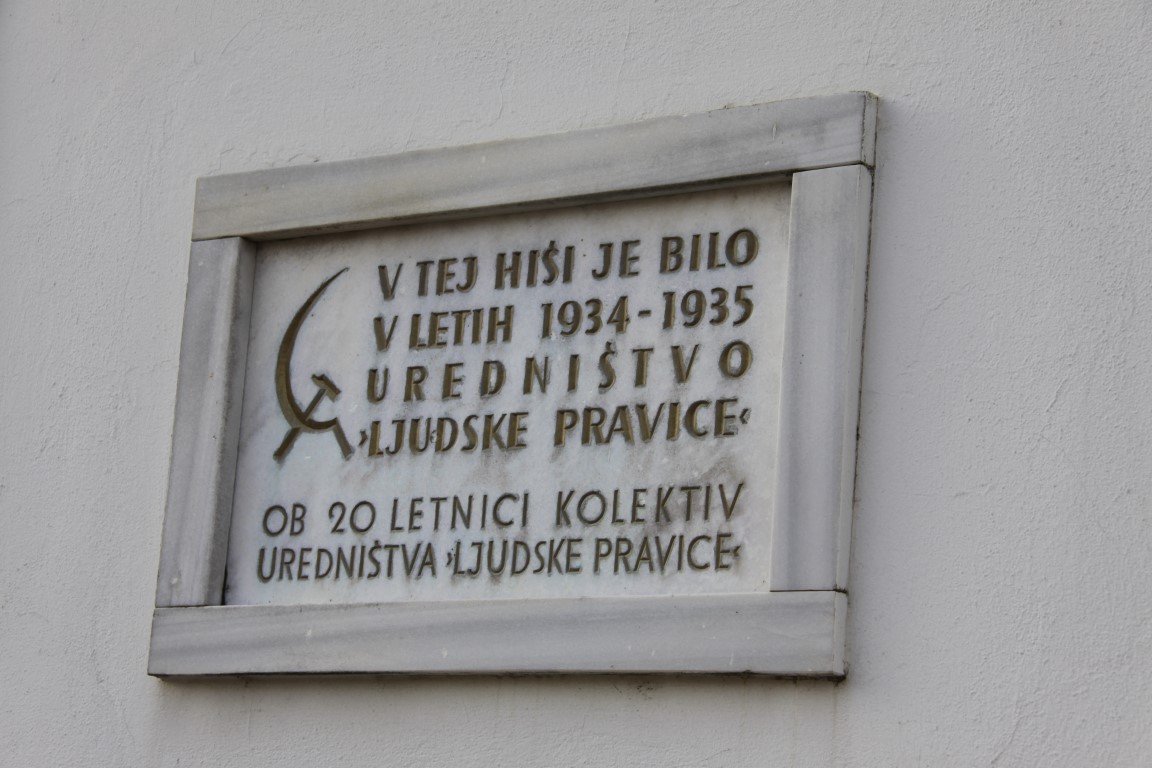 V TEJ HIŠI JE BILO
V LETIH 1934-1935
UREDNIŠTVO
›LJUDSKE PRAVICE‹
OB 20 LETNICI KOLEKTIV
UREDNIŠTVA ›LJUDSKE PRAVICE‹